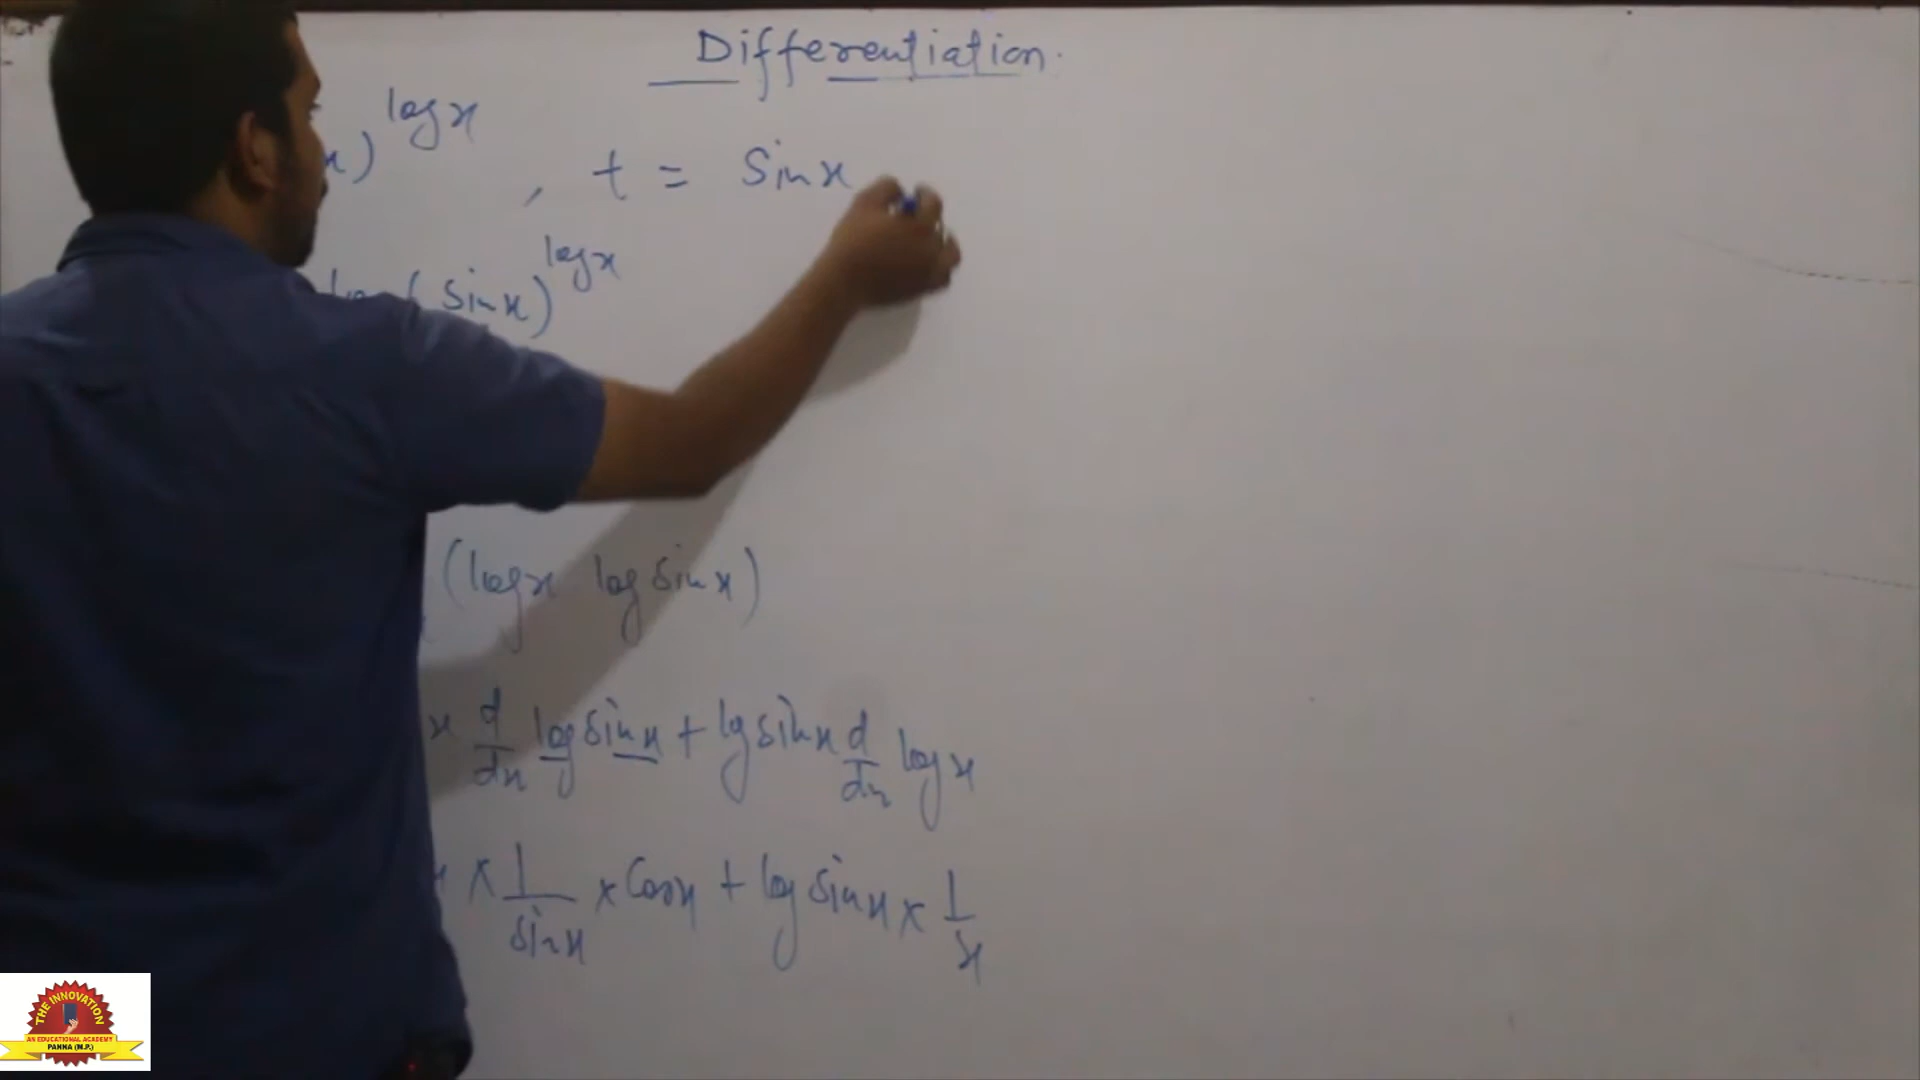 Differentiation.
x)^log x , t = Sin x
log (Sin x)^log x
(log x log Sin x)
x d/dx log Sin x + log Sin x d/dx log x
x × 1/Sin x × Cos x + log Sin x × 1/x
THE INNOVATION
AN EDUCATIONAL ACADEMY
PANNA (M.P.)